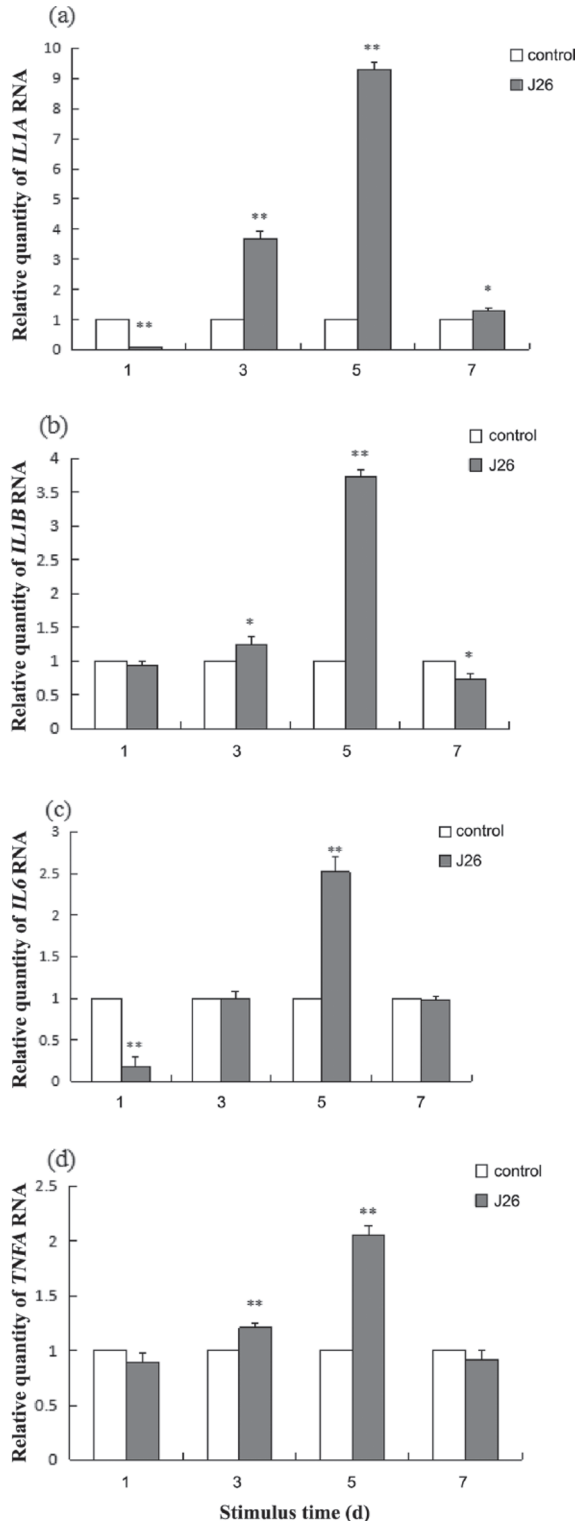 (a)
Relative quantity of IL1A RNA
10
9
8
7
6
5
4
3
2
1
0
**
**
**
*
1 3 5 7
control
J26
(b)
Relative quantity of IL1B RNA
4
3.5
3
2.5
2
1.5
1
0.5
0
*
**
*
1 3 5 7
control
J26
(c)
Relative quantity of IL6 RNA
3
2.5
2
1.5
1
0.5
0
**
**
1 3 5 7
control
J26
(d)
Relative quantity of TNFA RNA
2.5
2
1.5
1
0.5
0
**
**
1 3 5 7
control
J26
Stimulus time (d)